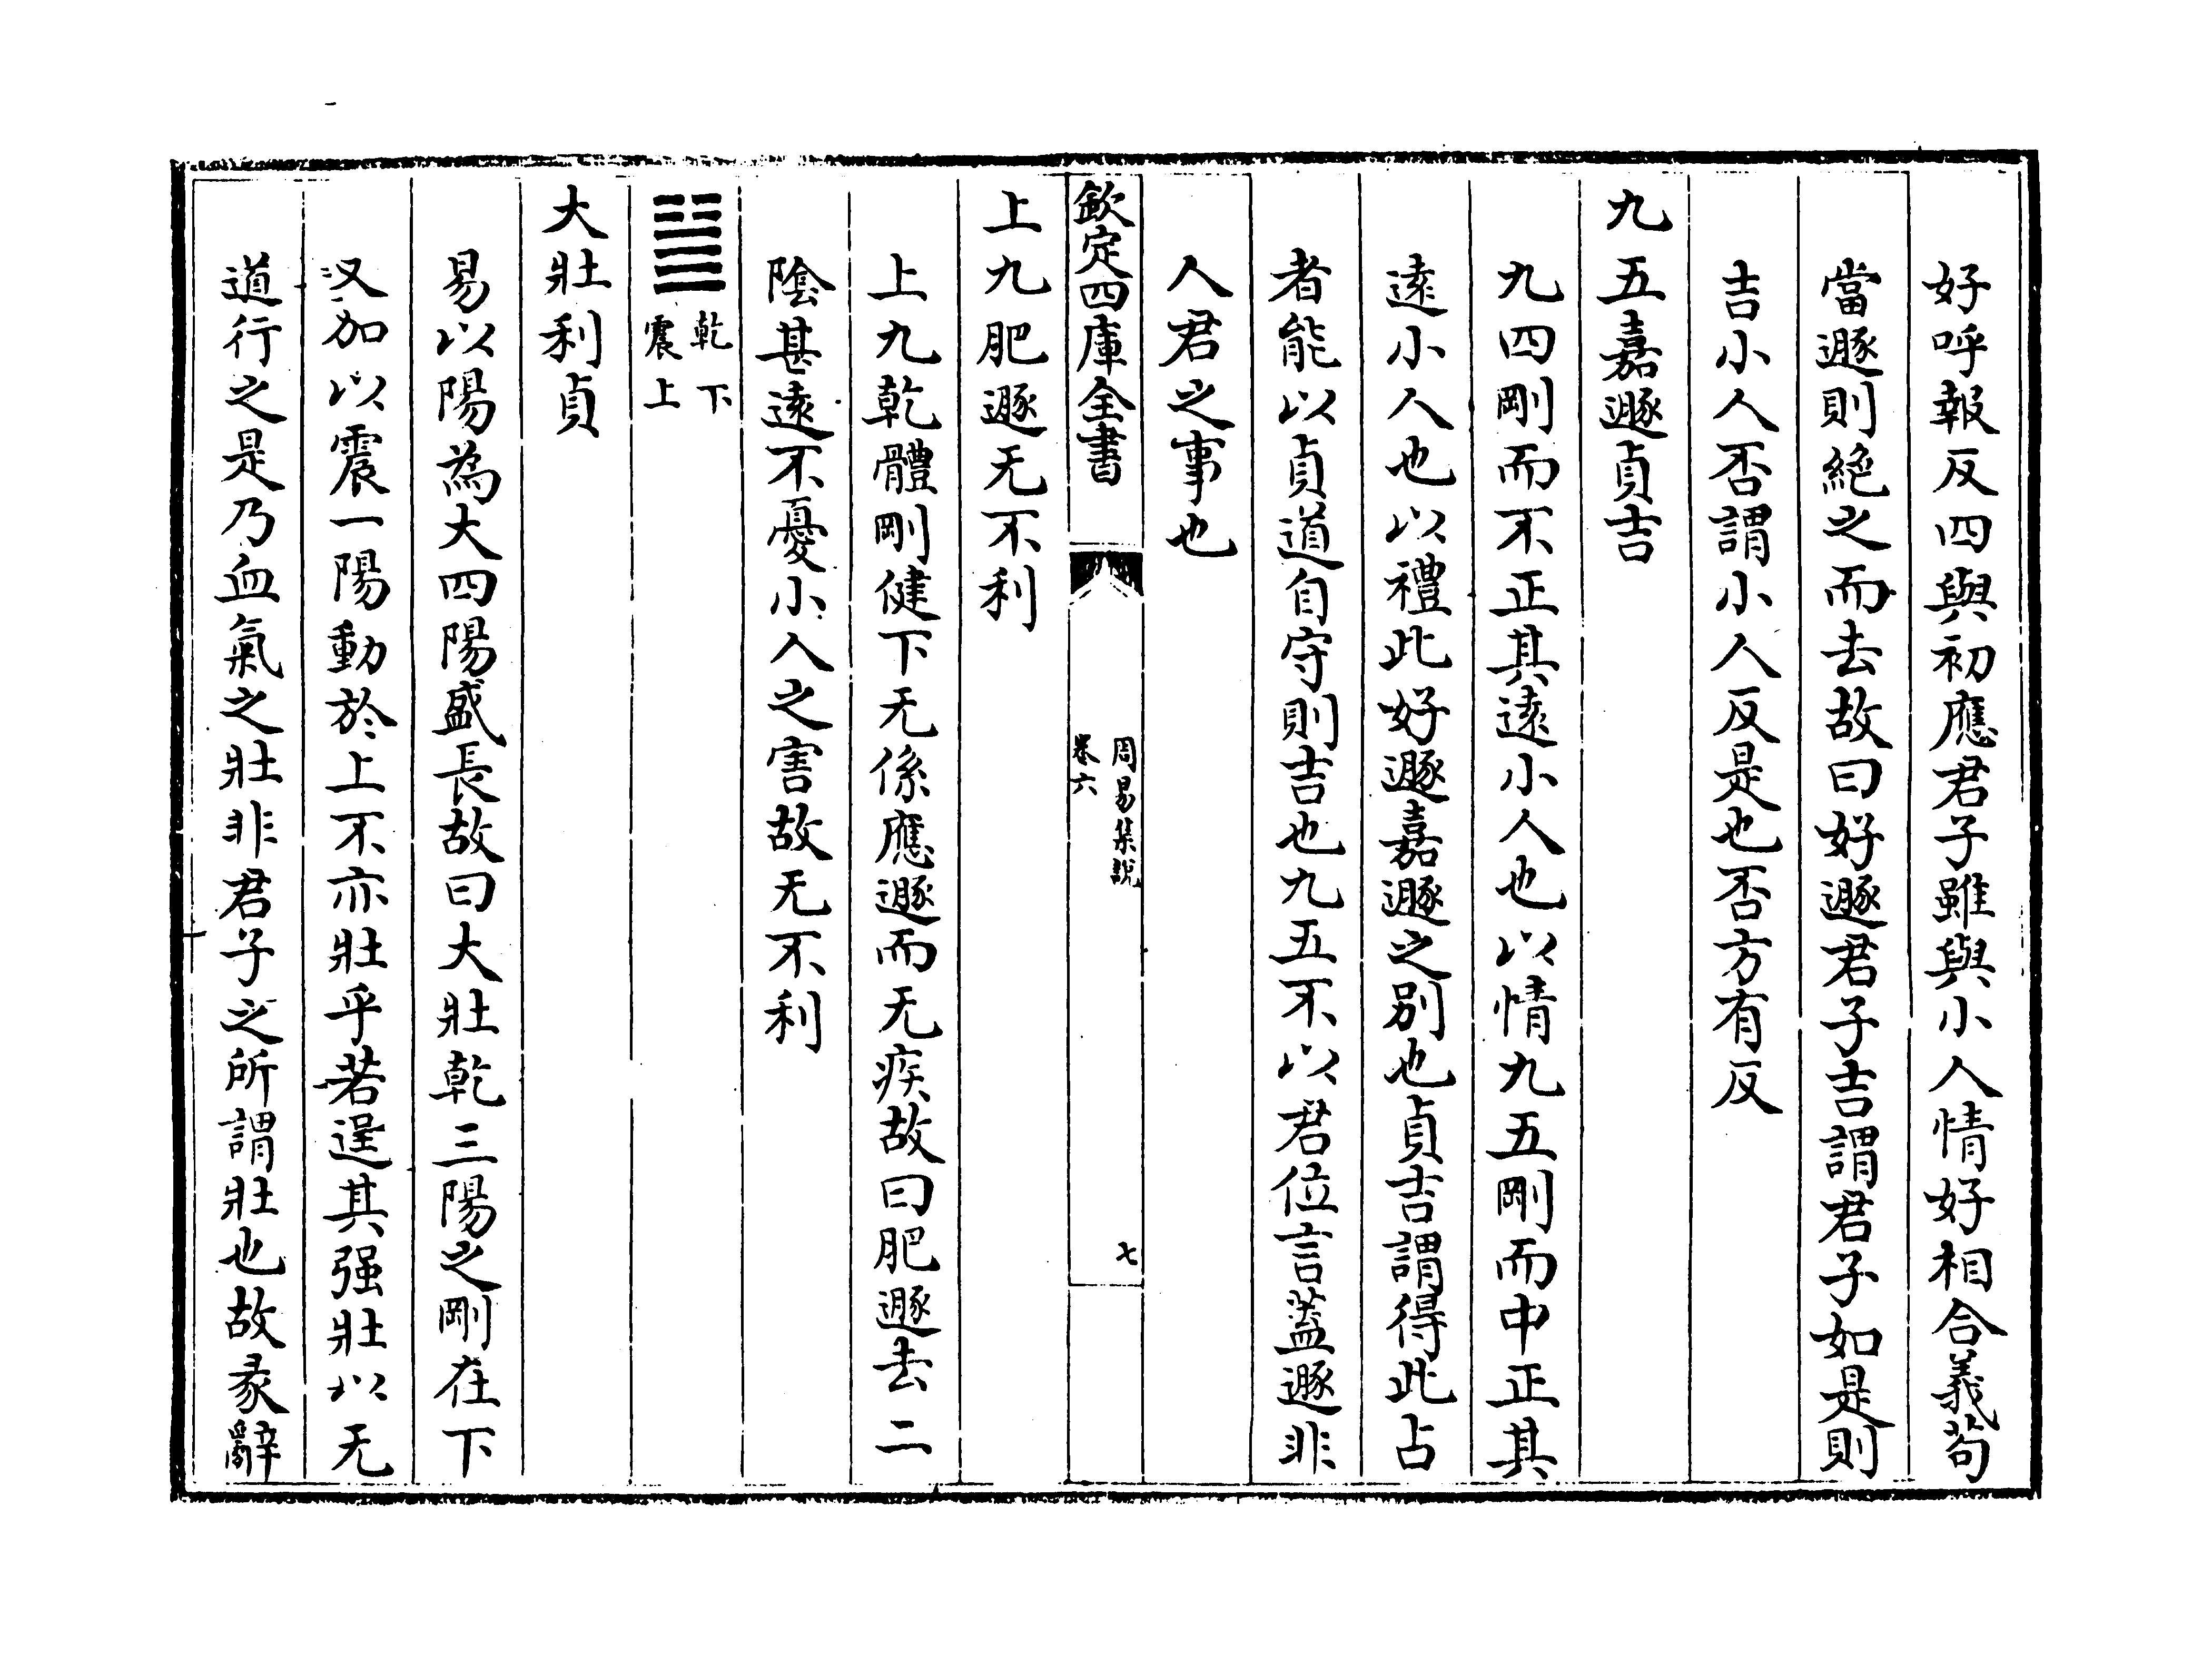 好呼報反四與初應君子雖與小人情好相合義茍
當遯則絶之而去故曰好遯君子吉謂君子如是則
吉小人否謂小人反是也否方有反
九五嘉遯貞吉
九四剛而不正其遠小人也以情九五剛而中正其
遠小人也以禮此好遯嘉遯之别也貞吉謂得此占
者能以貞道自守則吉也九五不以君位言蓋遯非
人君之事也
欽定四庫全書
周易集說
卷六
七
上九肥遯无不利
上九乾體剛健下无係應遯而无疾故曰肥遯去二
陰甚遠不憂小人之害故无不利
乾下
震上
大壯利貞
易以陽為大四陽盛長故曰大壯乾三陽之剛在下
又加以震一陽動於上不亦壯乎若逞其强壯以无
道行之是乃血氣之壯非君子之所謂壯也故彖辭